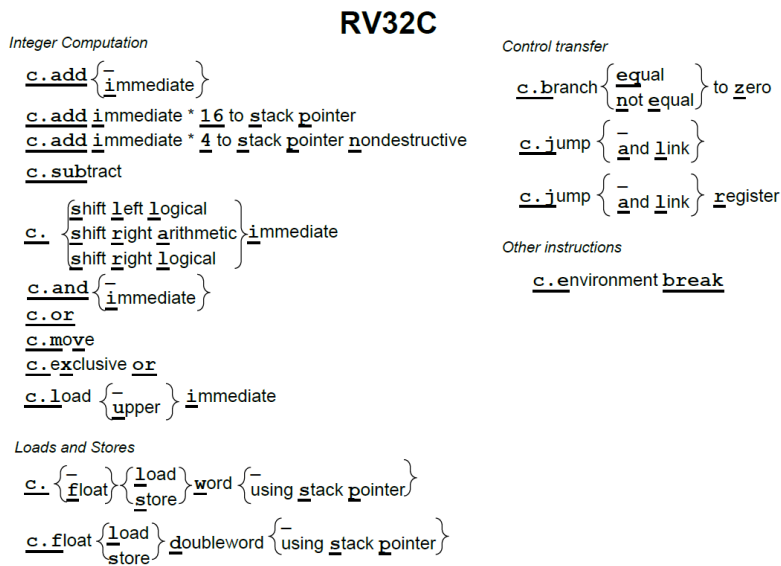 RV32C
Integer Computation
c.add { – immediate }
c.add immediate * 16 to stack pointer
c.add immediate * 4 to stack pointer nondestructive
c.subtract
c. { shift left logical
shift right arithmetic
shift right logical } immediate
c.and { – immediate }
c.or
c.move
c.exclusive or
c.load { – upper } immediate
Loads and Stores
c. { – float } { load store } word { – using stack pointer }
c.float { load store } doubleword { – using stack pointer }
Control transfer
c.branch { equal not equal } to zero
c.jump { – and link }
c.jump { – and link } register
Other instructions
c.environment break